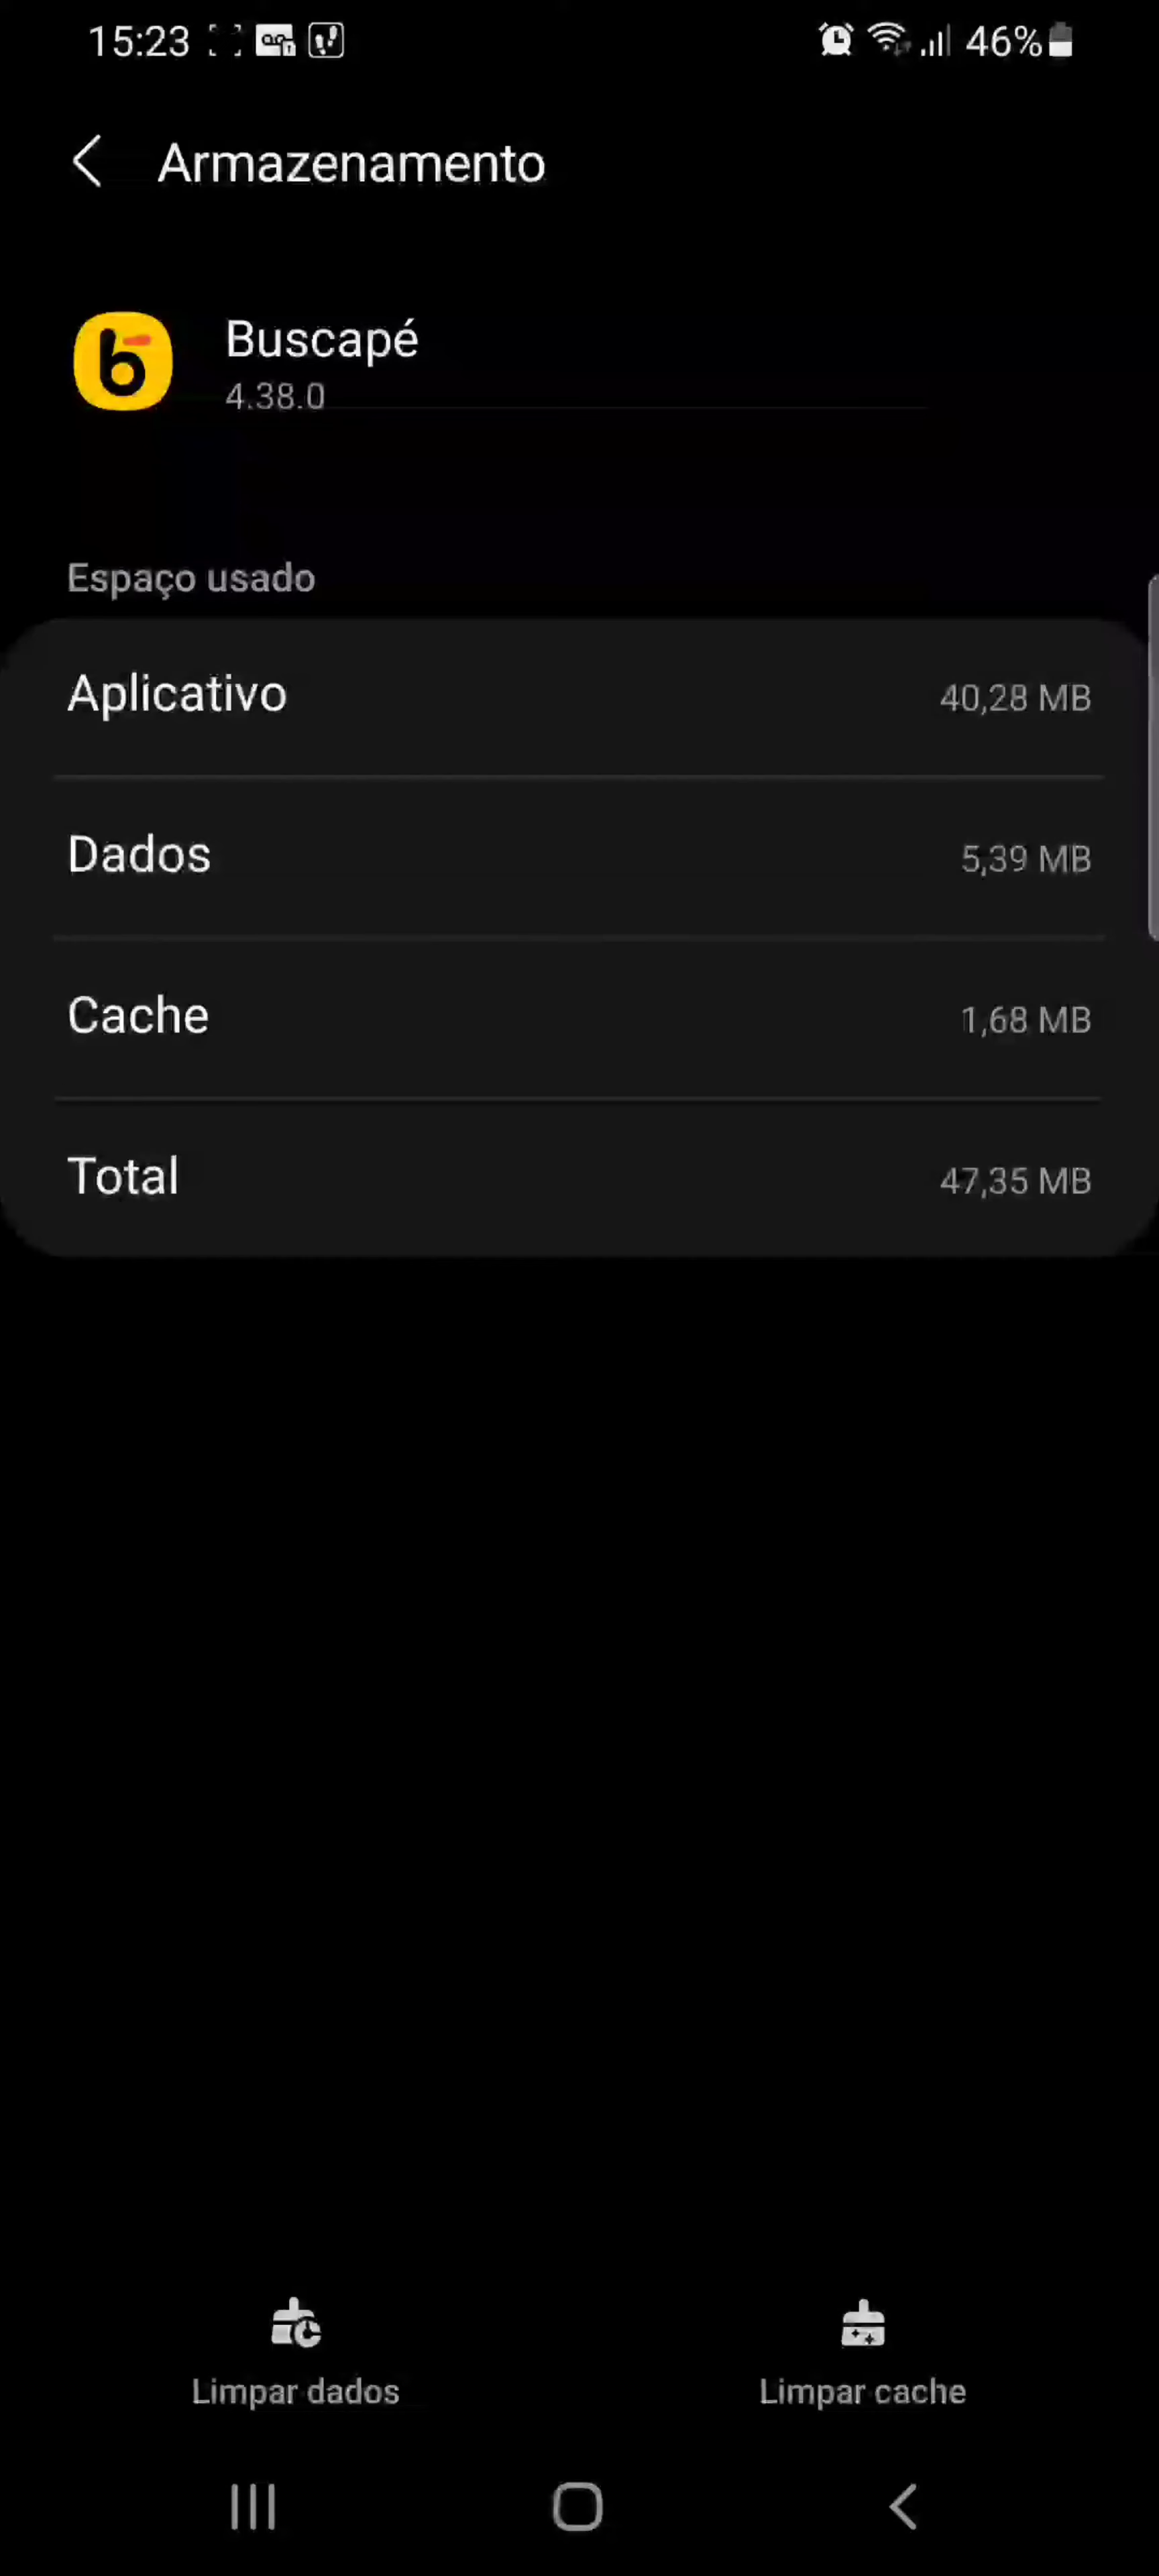 15:23 46%
Armazenamento
Buscapé
4.38.0
Espaço usado
Aplicativo 40,28 MB
Dados 5,39 MB
Cache 1,68 MB
Total 47,35 MB
Limpar dados Limpar cache